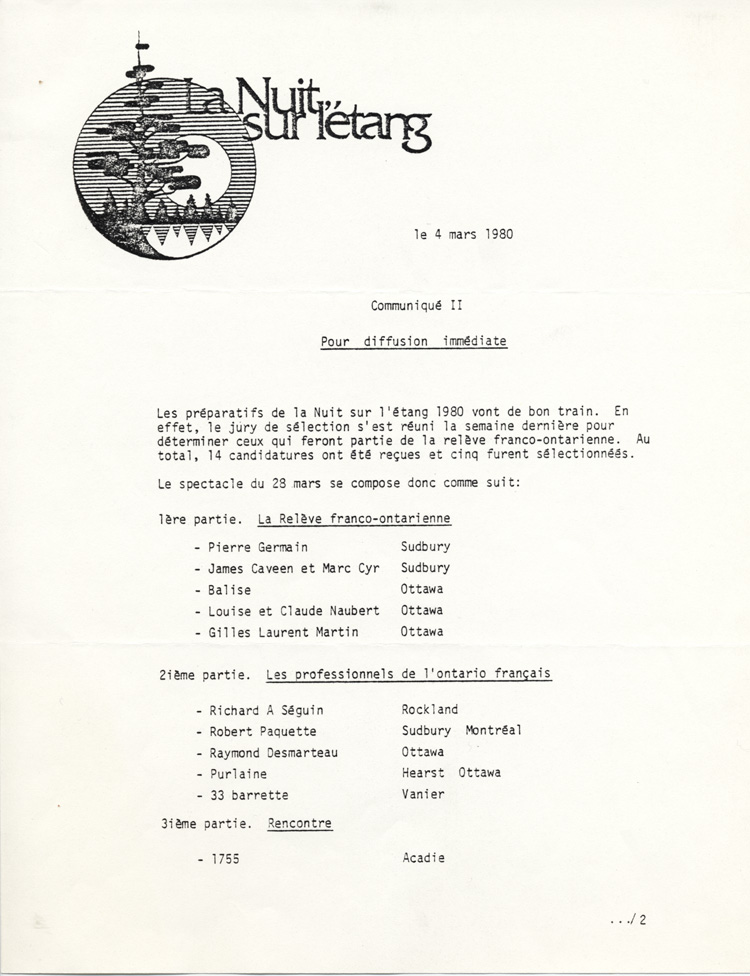 La Nuit
sur l'étang
le 4 mars 1980
Communiqué II
Pour diffusion immédiate
Les préparatifs de la Nuit sur l'étang 1980 vont de bon train. En
effet, le jury de sélection s'est réuni la semaine dernière pour
déterminer ceux qui feront partie de la relève franco-ontarienne. Au
total, 14 candidatures ont été reçues et cinq furent sélectionnéés.
Le spectacle du 28 mars se compose donc comme suit:
1ère partie. La Relève franco-ontarienne
- Pierre Germain Sudbury
- James Caveen et Marc Cyr Sudbury
- Balise Ottawa
- Louise et Claude Naubert Ottawa
- Gilles Laurent Martin Ottawa
2ième partie. Les professionnels de l'ontario français
- Richard A Séguin Rockland
- Robert Paquette Sudbury Montréal
- Raymond Desmarteau Ottawa
- Purlaine Hearst Ottawa
- 33 barrette Vanier
3ième partie. Rencontre
- 1755 Acadie
.../2